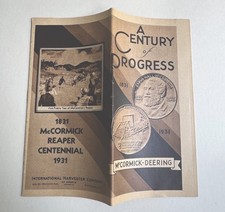 1831
McCORMICK
REAPER
CENTENNIAL
1931
INTERNATIONAL HARVESTER COMPANY
A
CENTURY
of
PROGRESS
1831
1931
McCORMICK-DEERING